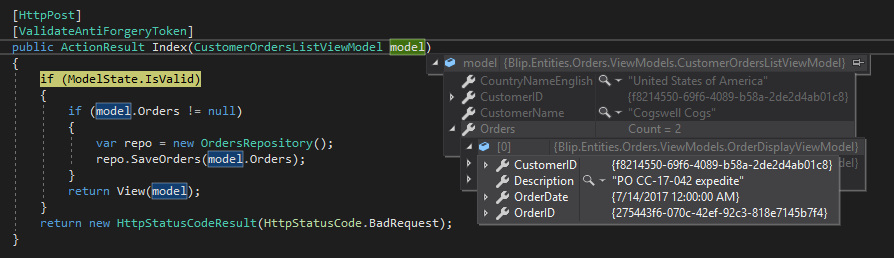 [HttpPost]
[ValidateAntiForgeryToken]
public ActionResult Index(CustomerOrdersListViewModel model)
{
model {Blip.Entities.Orders.ViewModels.CustomerOrdersListViewModel}
if (ModelState.IsValid)
CountryNameEnglish "United States of America"
{
CustomerID {f8214550-69f6-4089-b58a-2de2d4ab01c8}
if (model.Orders != null)
CustomerName "Cogswell Cogs"
{
Orders Count = 2
var repo = new OrdersRepository();
[0] {Blip.Entities.Orders.ViewModels.OrderDisplayViewModel}
repo.SaveOrders(model.Orders);
CustomerID {f8214550-69f6-4089-b58a-2de2d4ab01c8}
}
Description "PO CC-17-042 expedite"
return View(model);
OrderDate {7/14/2017 12:00:00 AM}
}
OrderID {275443f6-070c-42ef-92c3-818e7145b7f4}
return new HttpStatusCodeResult(HttpStatusCode.BadRequest);
}